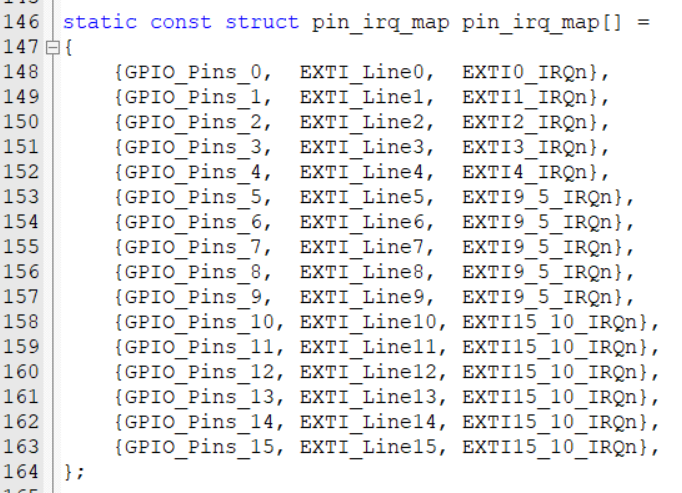 146 static const struct pin_irq_map pin_irq_map[] =
147 {
148 {GPIO_Pins_0, EXTI_Line0, EXTI0_IRQn},
149 {GPIO_Pins_1, EXTI_Line1, EXTI1_IRQn},
150 {GPIO_Pins_2, EXTI_Line2, EXTI2_IRQn},
151 {GPIO_Pins_3, EXTI_Line3, EXTI3_IRQn},
152 {GPIO_Pins_4, EXTI_Line4, EXTI4_IRQn},
153 {GPIO_Pins_5, EXTI_Line5, EXTI9_5_IRQn},
154 {GPIO_Pins_6, EXTI_Line6, EXTI9_5_IRQn},
155 {GPIO_Pins_7, EXTI_Line7, EXTI9_5_IRQn},
156 {GPIO_Pins_8, EXTI_Line8, EXTI9_5_IRQn},
157 {GPIO_Pins_9, EXTI_Line9, EXTI9_5_IRQn},
158 {GPIO_Pins_10, EXTI_Line10, EXTI15_10_IRQn},
159 {GPIO_Pins_11, EXTI_Line11, EXTI15_10_IRQn},
160 {GPIO_Pins_12, EXTI_Line12, EXTI15_10_IRQn},
161 {GPIO_Pins_13, EXTI_Line13, EXTI15_10_IRQn},
162 {GPIO_Pins_14, EXTI_Line14, EXTI15_10_IRQn},
163 {GPIO_Pins_15, EXTI_Line15, EXTI15_10_IRQn},
164 };